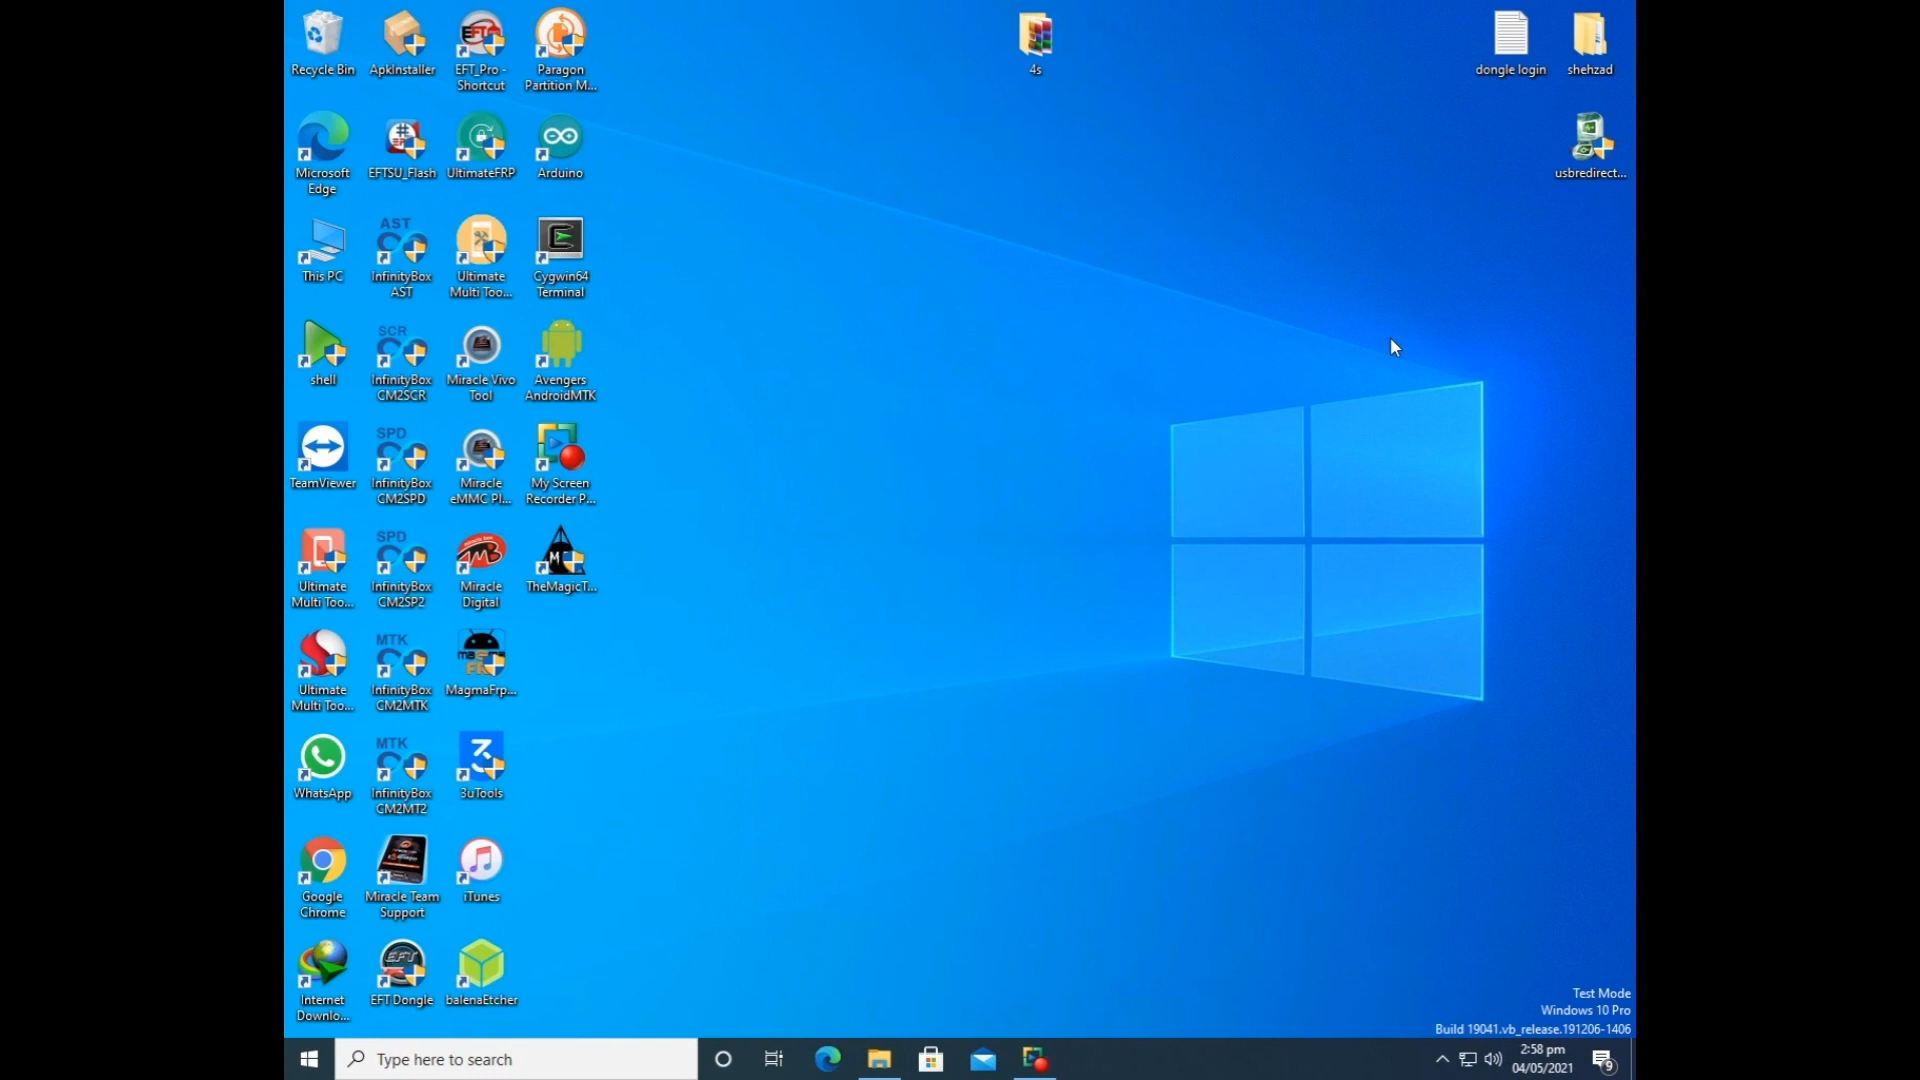 Recycle Bin
ApkInstaller
EFT_Pro -
Shortcut
Paragon
Partition M...
4s
dongle login
shehzad
Microsoft
Edge
EFTSU_Flash
UltimateFRP
Arduino
usbredirect...
This PC
AST
InfinityBox
AST
Ultimate
Multi Too...
Cygwin64
Terminal
shell
SCR
InfinityBox
CM2SCR
Miracle Vivo
Tool
Avengers
AndroidMTK
TeamViewer
SPD
InfinityBox
CM2SPD
Miracle
eMMC Pl...
My Screen
Recorder P...
Ultimate
Multi Too...
SPD
InfinityBox
CM2SP2
Miracle
Digital
TheMagicT...
Ultimate
Multi Too...
MTK
InfinityBox
CM2MTK
MagmaFrp...
WhatsApp
MTK
InfinityBox
CM2MT2
3uTools
Google
Chrome
Miracle Team
Support
iTunes
Internet
Downlo...
EFT Dongle
balenaEtcher
Test Mode
Windows 10 Pro
Build 19041.vb_release.191206-1406
Type here to search
2:58 pm
04/05/2021
9